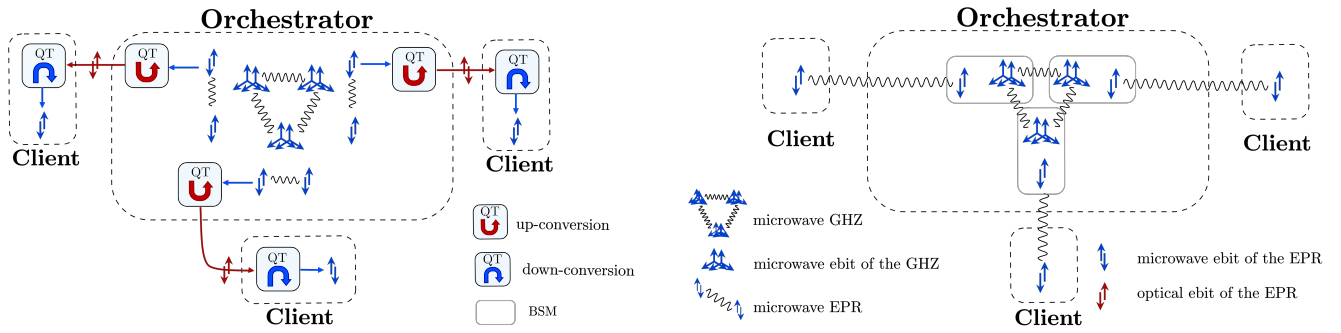 Orchestrator
QT
QT
QT
QT
Client
Client
QT
QT
Client
QT
up-conversion
QT
down-conversion
BSM
Orchestrator
Client
Client
Client
microwave GHZ
microwave ebit of the GHZ
microwave EPR
microwave ebit of the EPR
optical ebit of the EPR